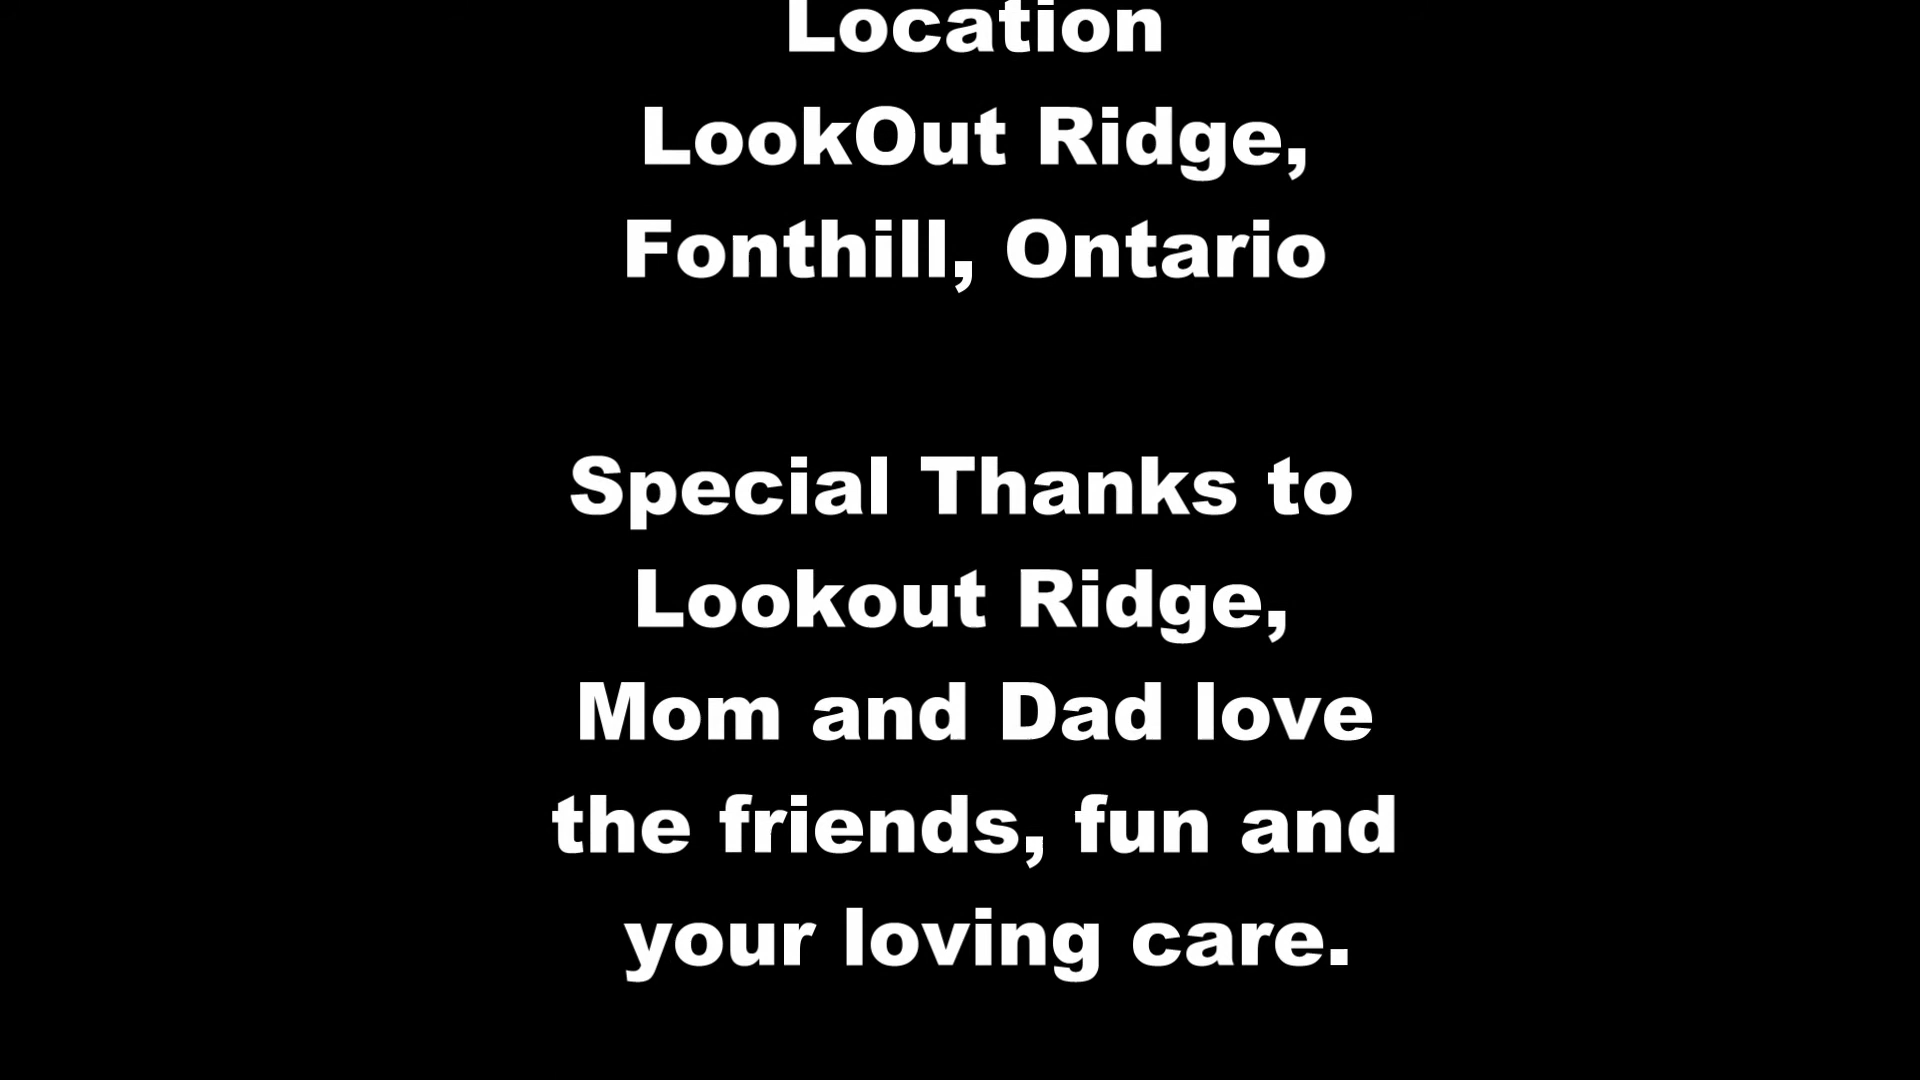 Location
LookOut Ridge,
Fonthill, Ontario
Special Thanks to
Lookout Ridge,
Mom and Dad love
the friends, fun and
your loving care.